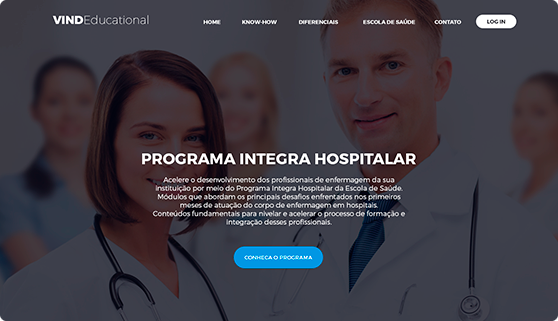 VINDEducational
HOME
KNOW-HOW
DIFERENCIAIS
ESCOLA DE SAÚDE
CONTATO
LOG IN
PROGRAMA INTEGRA HOSPITALAR
Acelere o desenvolvimento dos profissionais de enfermagem da sua
instituição por meio do Programa Integra Hospitalar da Escola de Saúde.
Módulos que abordam os principais desafios enfrentados nos primeiros
meses de atuação do corpo de enfermagem em hospitais.
Conteúdos fundamentais para nivelar e acelerar o processo de formação e
integração desses profissionais.
CONHEÇA O PROGRAMA